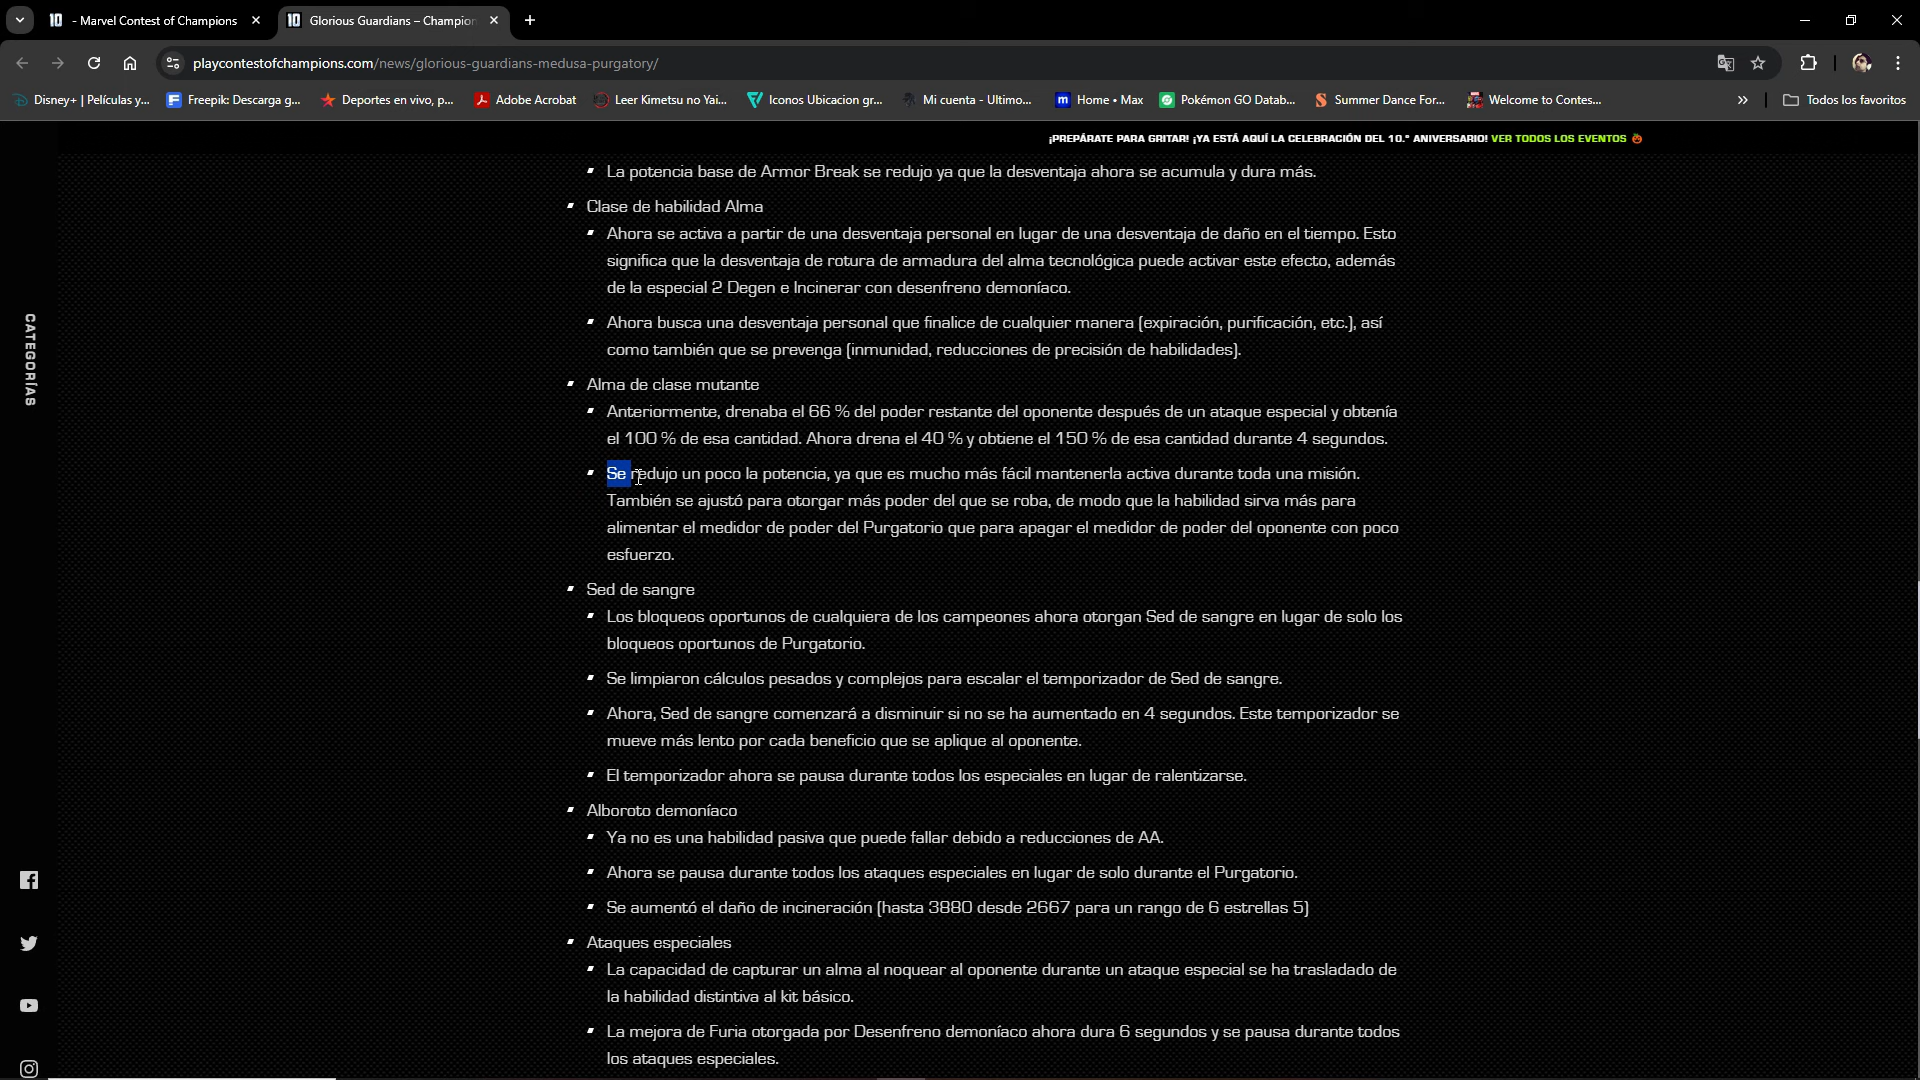 - Marvel Contest of Champions
Glorious Guardians – Champion
playcontestofchampions.com/news/glorious-guardians-medusa-purgatory/
Disney+ | Películas y...
Freepik: Descarga g...
Deportes en vivo, p...
Adobe Acrobat
Leer Kimetsu no Yai...
Iconos Ubicacion gr...
Mi cuenta - Ultimo...
Home • Max
Pokémon GO Datab...
Summer Dance For...
Welcome to Contes...
Todos los favoritos
¡PREPÁRATE PARA GRITAR! ¡YA ESTÁ AQUÍ LA CELEBRACIÓN DEL 10.° ANIVERSARIO! VER TODOS LOS EVENTOS
CATEGORÍAS
La potencia base de Armor Break se redujo ya que la desventaja ahora se acumula y dura más.
Clase de habilidad Alma
Ahora se activa a partir de una desventaja personal en lugar de una desventaja de daño en el tiempo. Esto
significa que la desventaja de rotura de armadura del alma tecnológica puede activar este efecto, además
de la especial 2 Degen e Incinerar con desenfreno demoníaco.
Ahora busca una desventaja personal que finalice de cualquier manera (expiración, purificación, etc.), así
como también que se prevenga (inmunidad, reducciones de precisión de habilidades).
Alma de clase mutante
Anteriormente, drenaba el 66 % del poder restante del oponente después de un ataque especial y obtenía
el 100 % de esa cantidad. Ahora drena el 40 % y obtiene el 150 % de esa cantidad durante 4 segundos.
Se redujo un poco la potencia, ya que es mucho más fácil mantenerla activa durante toda una misión.
También se ajustó para otorgar más poder del que se roba, de modo que la habilidad sirva más para
alimentar el medidor de poder del Purgatorio que para apagar el medidor de poder del oponente con poco
esfuerzo.
Sed de sangre
Los bloqueos oportunos de cualquiera de los campeones ahora otorgan Sed de sangre en lugar de solo los
bloqueos oportunos de Purgatorio.
Se limpiaron cálculos pesados y complejos para escalar el temporizador de Sed de sangre.
Ahora, Sed de sangre comenzará a disminuir si no se ha aumentado en 4 segundos. Este temporizador se
mueve más lento por cada beneficio que se aplique al oponente.
El temporizador ahora se pausa durante todos los especiales en lugar de ralentizarse.
Alboroto demoníaco
Ya no es una habilidad pasiva que puede fallar debido a reducciones de AA.
Ahora se pausa durante todos los ataques especiales en lugar de solo durante el Purgatorio.
Se aumentó el daño de incineración (hasta 3880 desde 2667 para un rango de 6 estrellas 5)
Ataques especiales
La capacidad de capturar un alma al noquear al oponente durante un ataque especial se ha trasladado de
la habilidad distintiva al kit básico.
La mejora de Furia otorgada por Desenfreno demoníaco ahora dura 6 segundos y se pausa durante todos
los ataques especiales.